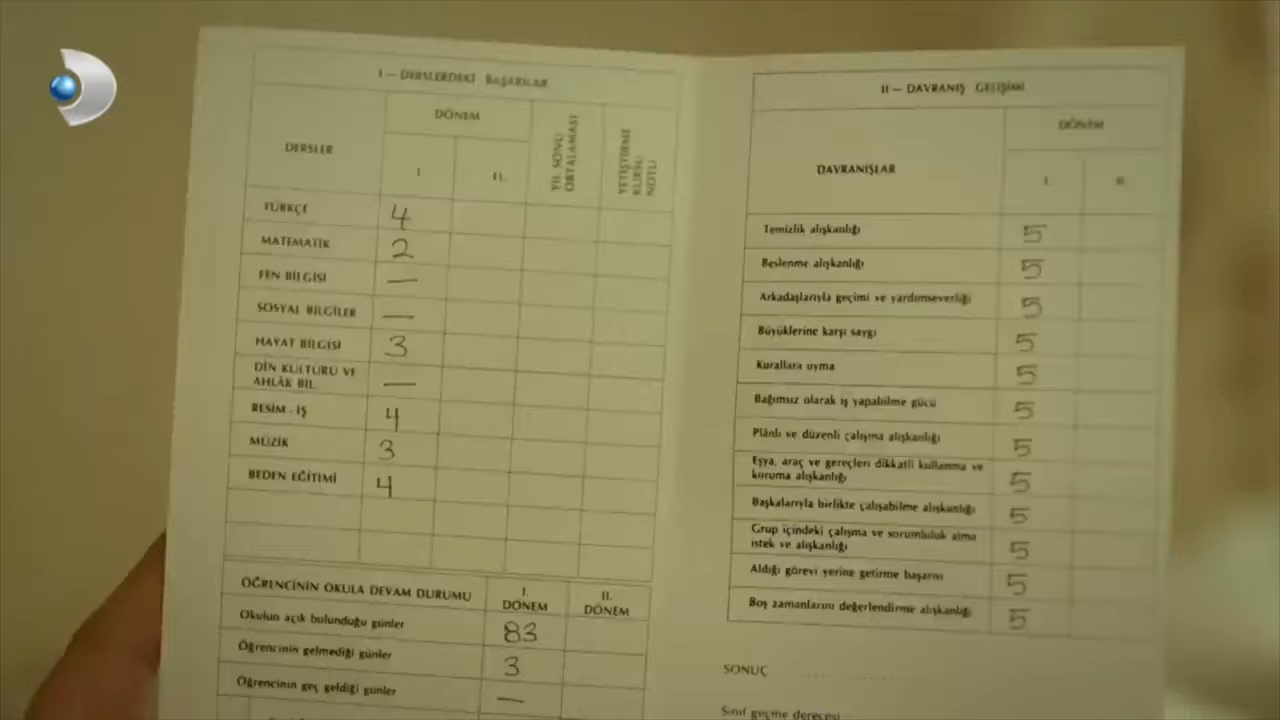 I — DERSLERDEKİ BAŞARILAR
DERSLER
DÖNEM
I.
II.
YIL SONU
ORTALAMASI
YETİŞTİRME
KURSU
NOTU
TÜRKÇE 4
MATEMATİK 2
FEN BİLGİSİ —
SOSYAL BİLGİLER —
HAYAT BİLGİSİ 3
DİN KÜLTÜRÜ VE
AHLÂK BİL. —
RESİM - İŞ 4
MÜZİK 3
BEDEN EĞİTİMİ 4
ÖĞRENCİNİN OKULA DEVAM DURUMU
I.
DÖNEM
II.
DÖNEM
Okulun açık bulunduğu günler 83
Öğrencinin gelmediği günler 3
Öğrencinin geç geldiği günler —
II — DAVRANIŞ GELİŞİMİ
DAVRANIŞLAR
DÖNEM
I.
II.
Temizlik alışkanlığı 5
Beslenme alışkanlığı 5
Arkadaşlarıyla geçimi ve yardımseverliği 5
Büyüklerine karşı saygı 5
Kurallara uyma 5
Bağımsız olarak iş yapabilme gücü 5
Plânlı ve düzenli çalışma alışkanlığı 5
Eşya, araç ve gereçleri dikkatli kullanma ve
koruma alışkanlığı 5
Başkalarıyla birlikte çalışabilme alışkanlığı 5
Grup içindeki çalışma ve sorumluluk alma
istek ve alışkanlığı 5
Aldığı görevi yerine getirme başarısı 5
Boş zamanlarını değerlendirme alışkanlığı 5
SONUÇ
Sınıf geçme derecesi